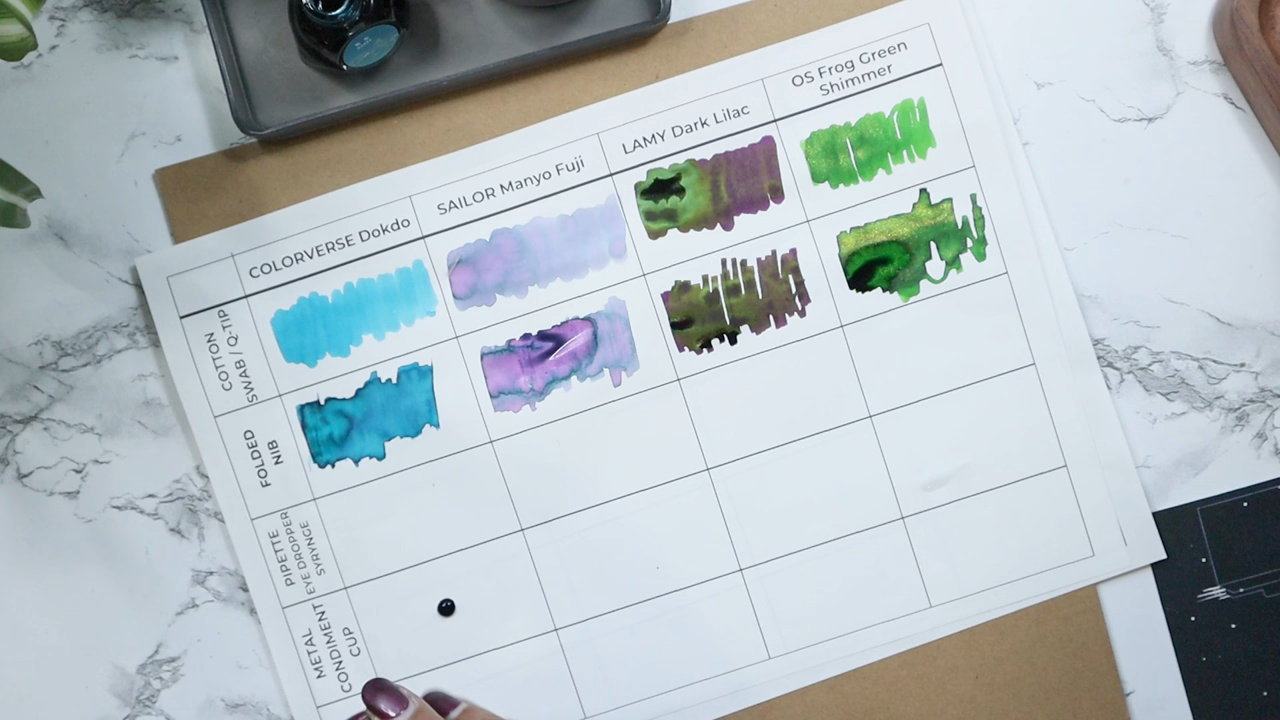 COLORVERSE Dokdo
SAILOR Manyo Fuji
LAMY Dark Lilac
OS Frog Green
Shimmer
COTTON
SWAB / Q-TIP
FOLDED
NIB
PIPETTE
EYE DROPPER
SYRYNGE
METAL
CONDIMENT
CUP